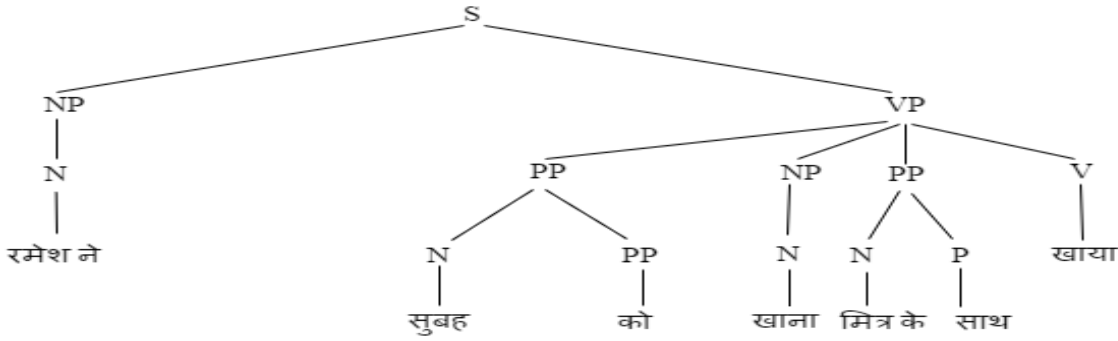 S
NP VP
N PP NP PP V
रमेश ने N PP N N P खाया
सुबह को खाना मित्र के साथ